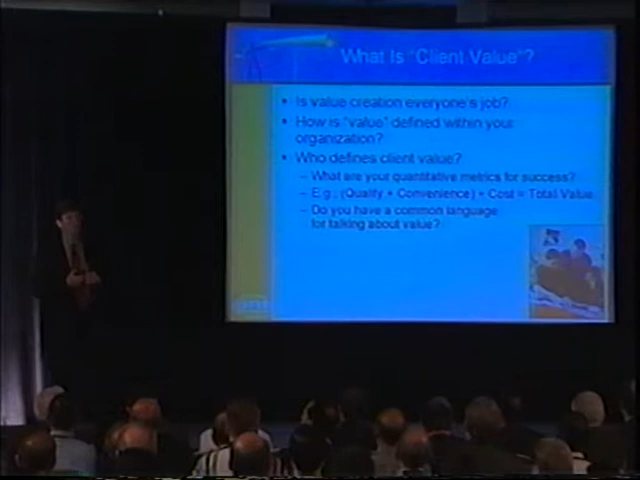 What Is "Client Value"?
• Is value creation everyone's job?
• How is "value" defined within your
organization?
• Who defines client value?
– What are your quantitative metrics for success?
– E.g., (Quality + Convenience) ÷ Cost = Total Value
– Do you have a common language
for talking about value?